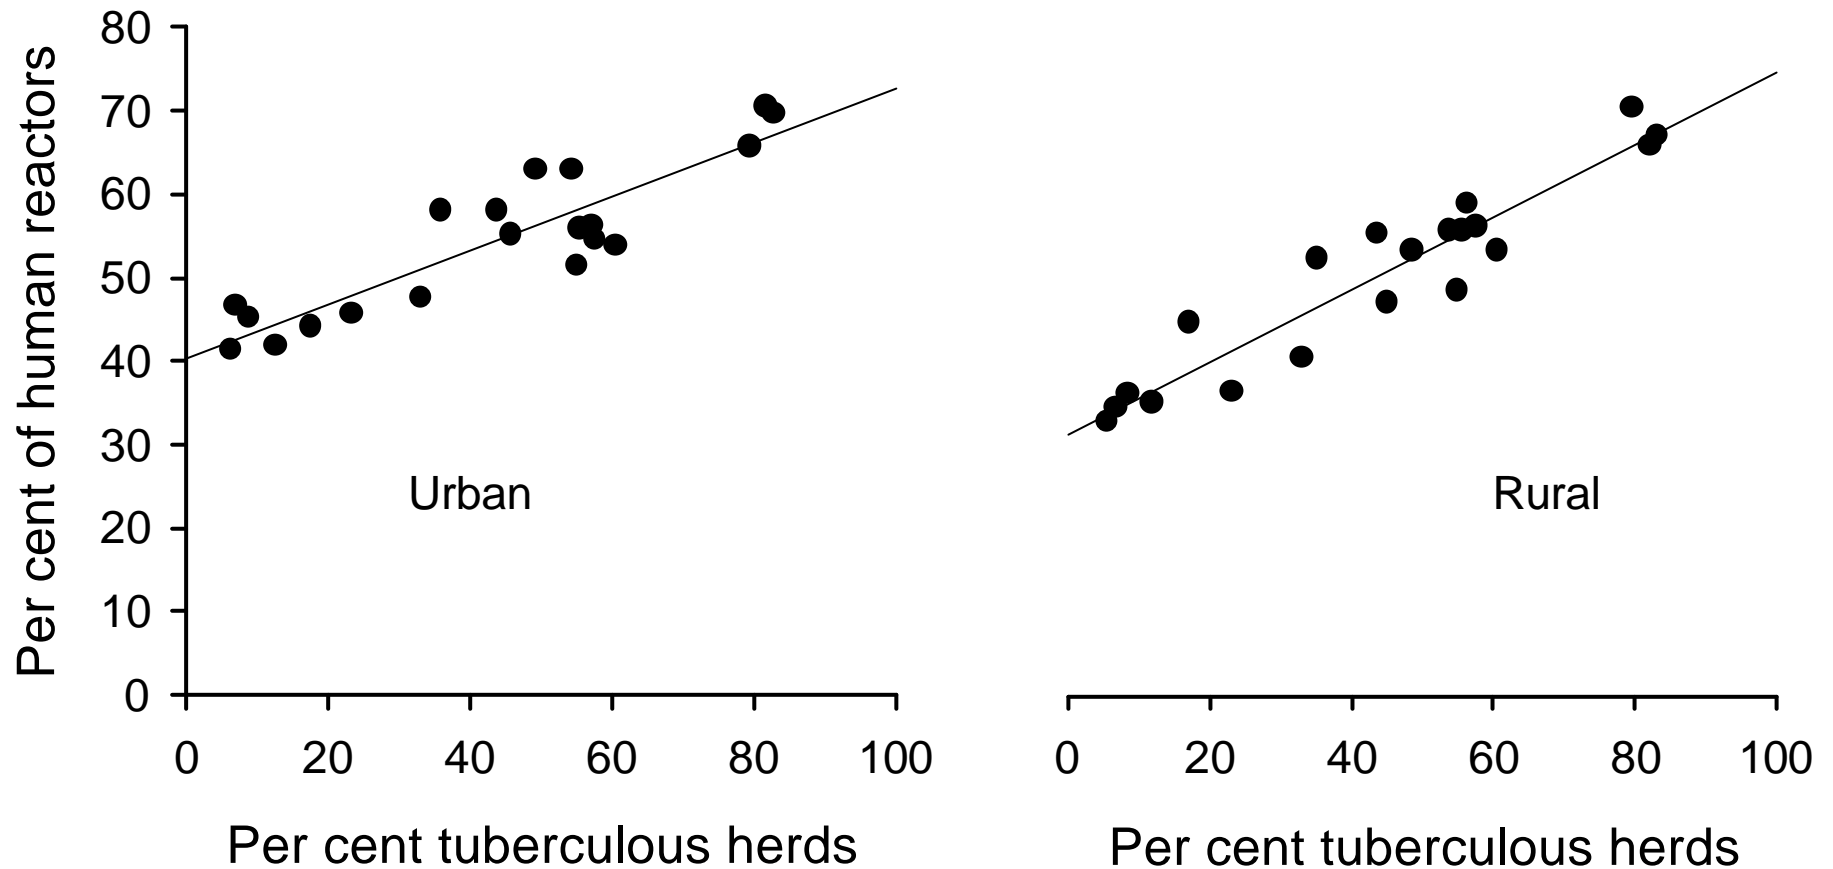 Per cent of human reactors
80
70
60
50
40
30
20
10
0
Urban
0 20 40 60 80 100
Per cent tuberculous herds
Rural
0 20 40 60 80 100
Per cent tuberculous herds